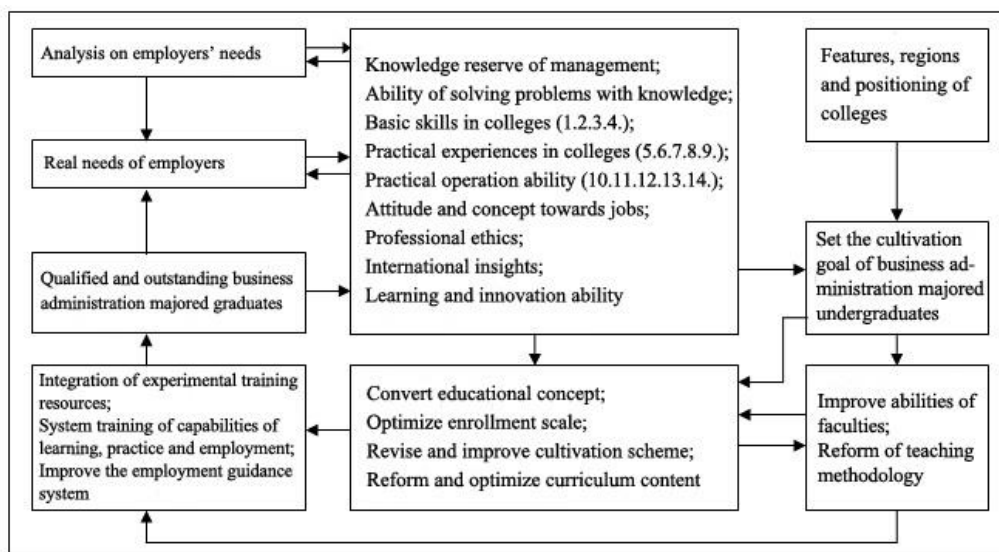 Analysis on employers' needs
Real needs of employers
Qualified and outstanding business
administration majored graduates
Integration of experimental training
resources;
System training of capabilities of
learning, practice and employment;
Improve the employment guidance
system
Knowledge reserve of management;
Ability of solving problems with knowledge;
Basic skills in colleges (1.2.3.4.);
Practical experiences in colleges (5.6.7.8.9.);
Practical operation ability (10.11.12.13.14.);
Attitude and concept towards jobs;
Professional ethics;
International insights;
Learning and innovation ability
Convert educational concept;
Optimize enrollment scale;
Revise and improve cultivation scheme;
Reform and optimize curriculum content
Features, regions
and positioning of
colleges
Set the cultivation
goal of business ad-
ministration majored
undergraduates
Improve abilities of
faculties;
Reform of teaching
methodology